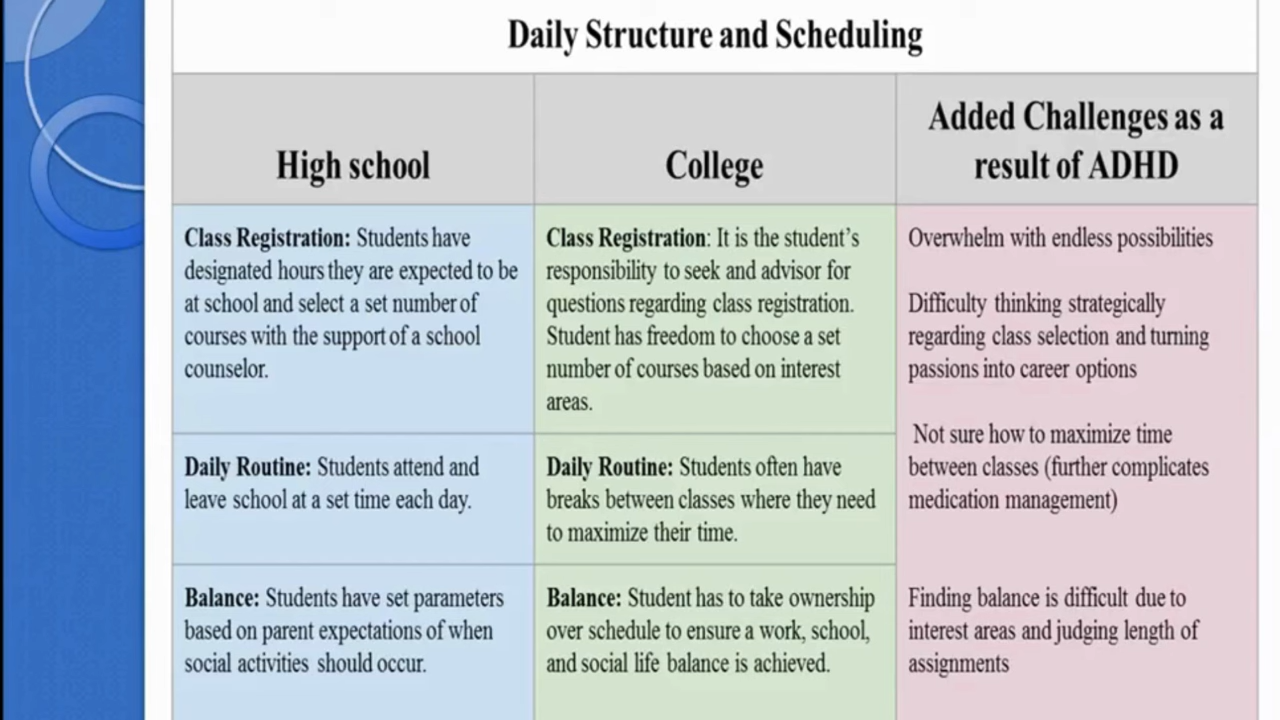 Daily Structure and Scheduling
High school
College
Added Challenges as a
result of ADHD
Class Registration: Students have
designated hours they are expected to be
at school and select a set number of
courses with the support of a school
counselor.
Class Registration: It is the student's
responsibility to seek and advisor for
questions regarding class registration.
Student has freedom to choose a set
number of courses based on interest
areas.
Overwhelm with endless possibilities
Difficulty thinking strategically
regarding class selection and turning
passions into career options
Daily Routine: Students attend and
leave school at a set time each day.
Daily Routine: Students often have
breaks between classes where they need
to maximize their time.
Not sure how to maximize time
between classes (further complicates
medication management)
Balance: Students have set parameters
based on parent expectations of when
social activities should occur.
Balance: Student has to take ownership
over schedule to ensure a work, school,
and social life balance is achieved.
Finding balance is difficult due to
interest areas and judging length of
assignments